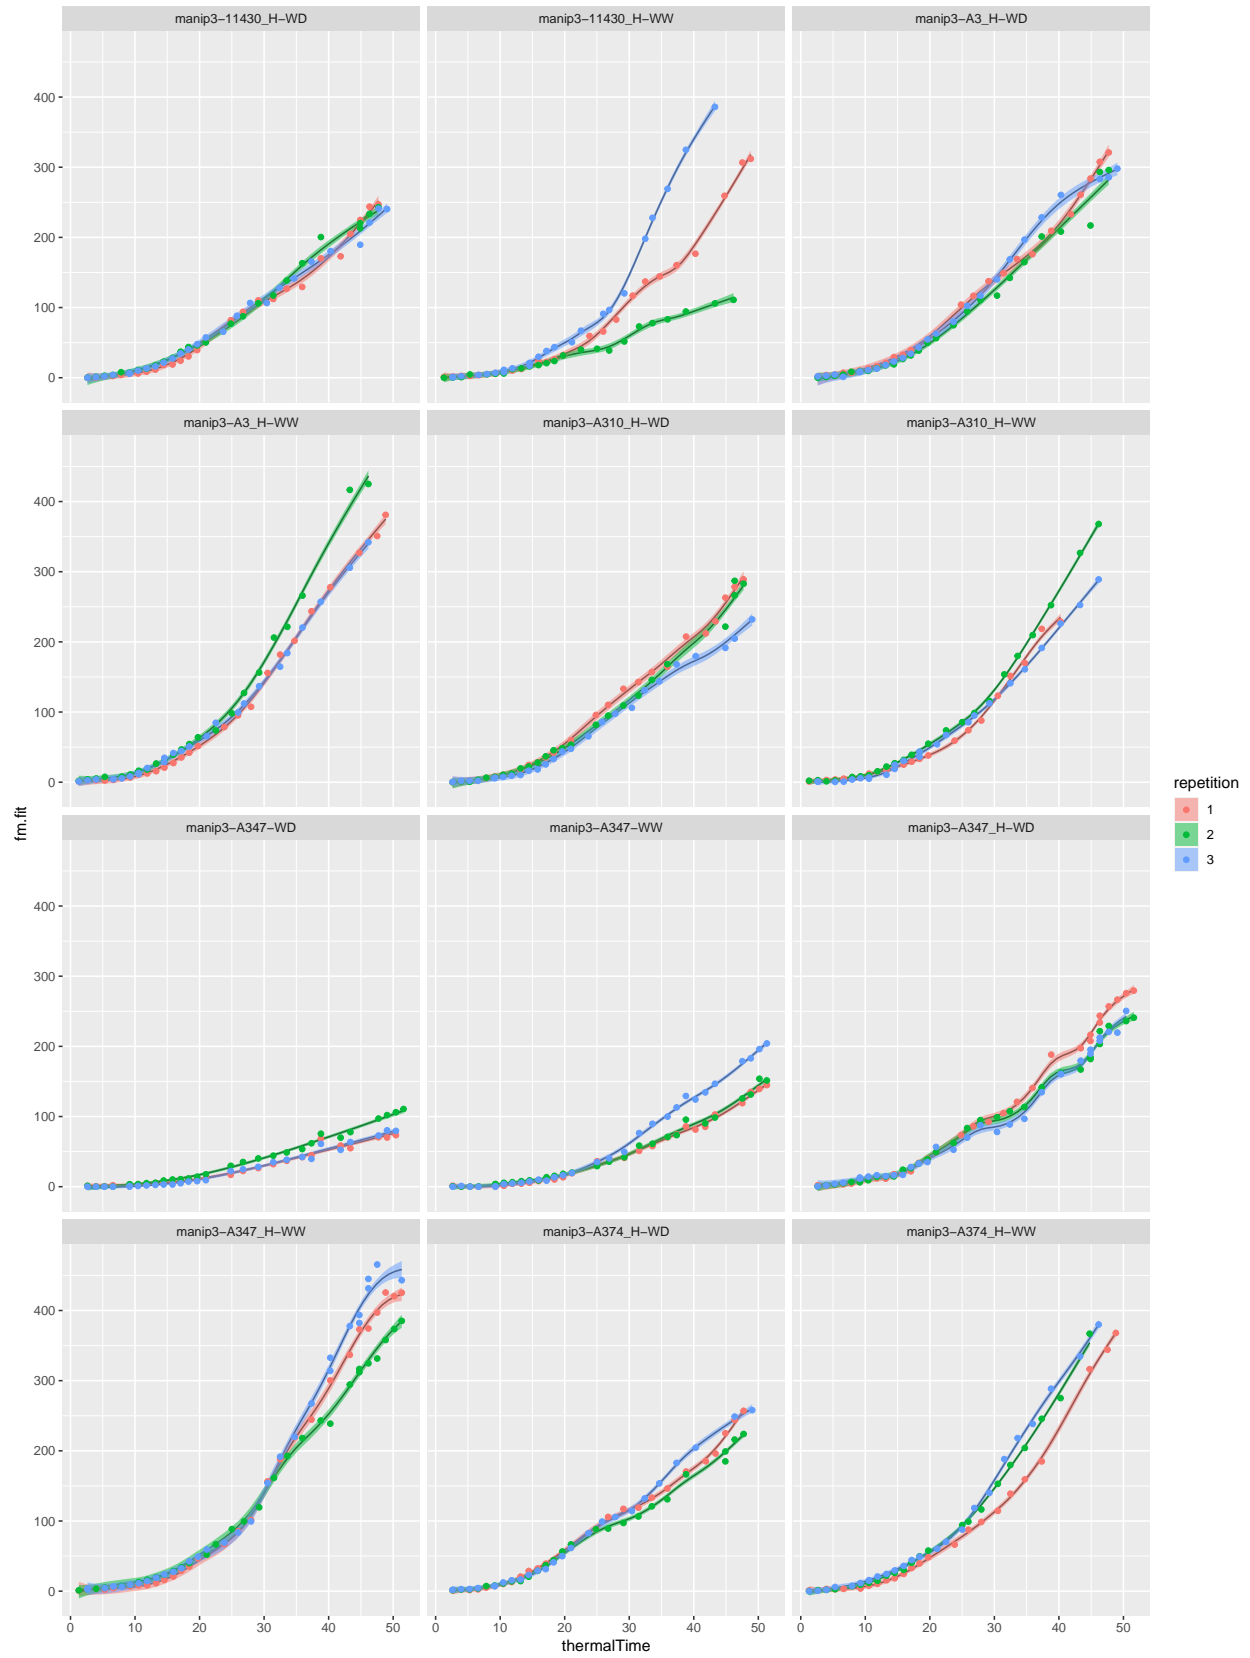 manip3−11430_H−WD
manip3−11430_H−WW
manip3−A3_H−WD
400
300
200
100
0
manip3−A3_H−WW
manip3−A310_H−WD
manip3−A310_H−WW
400
300
200
100
0
fm.fit
repetition
1
2
3
manip3−A347−WD
manip3−A347−WW
manip3−A347_H−WD
400
300
200
100
0
manip3−A347_H−WW
manip3−A374_H−WD
manip3−A374_H−WW
400
300
200
100
0
0 10 20 30 40 50
0 10 20 30 40 50
0 10 20 30 40 50
thermalTime